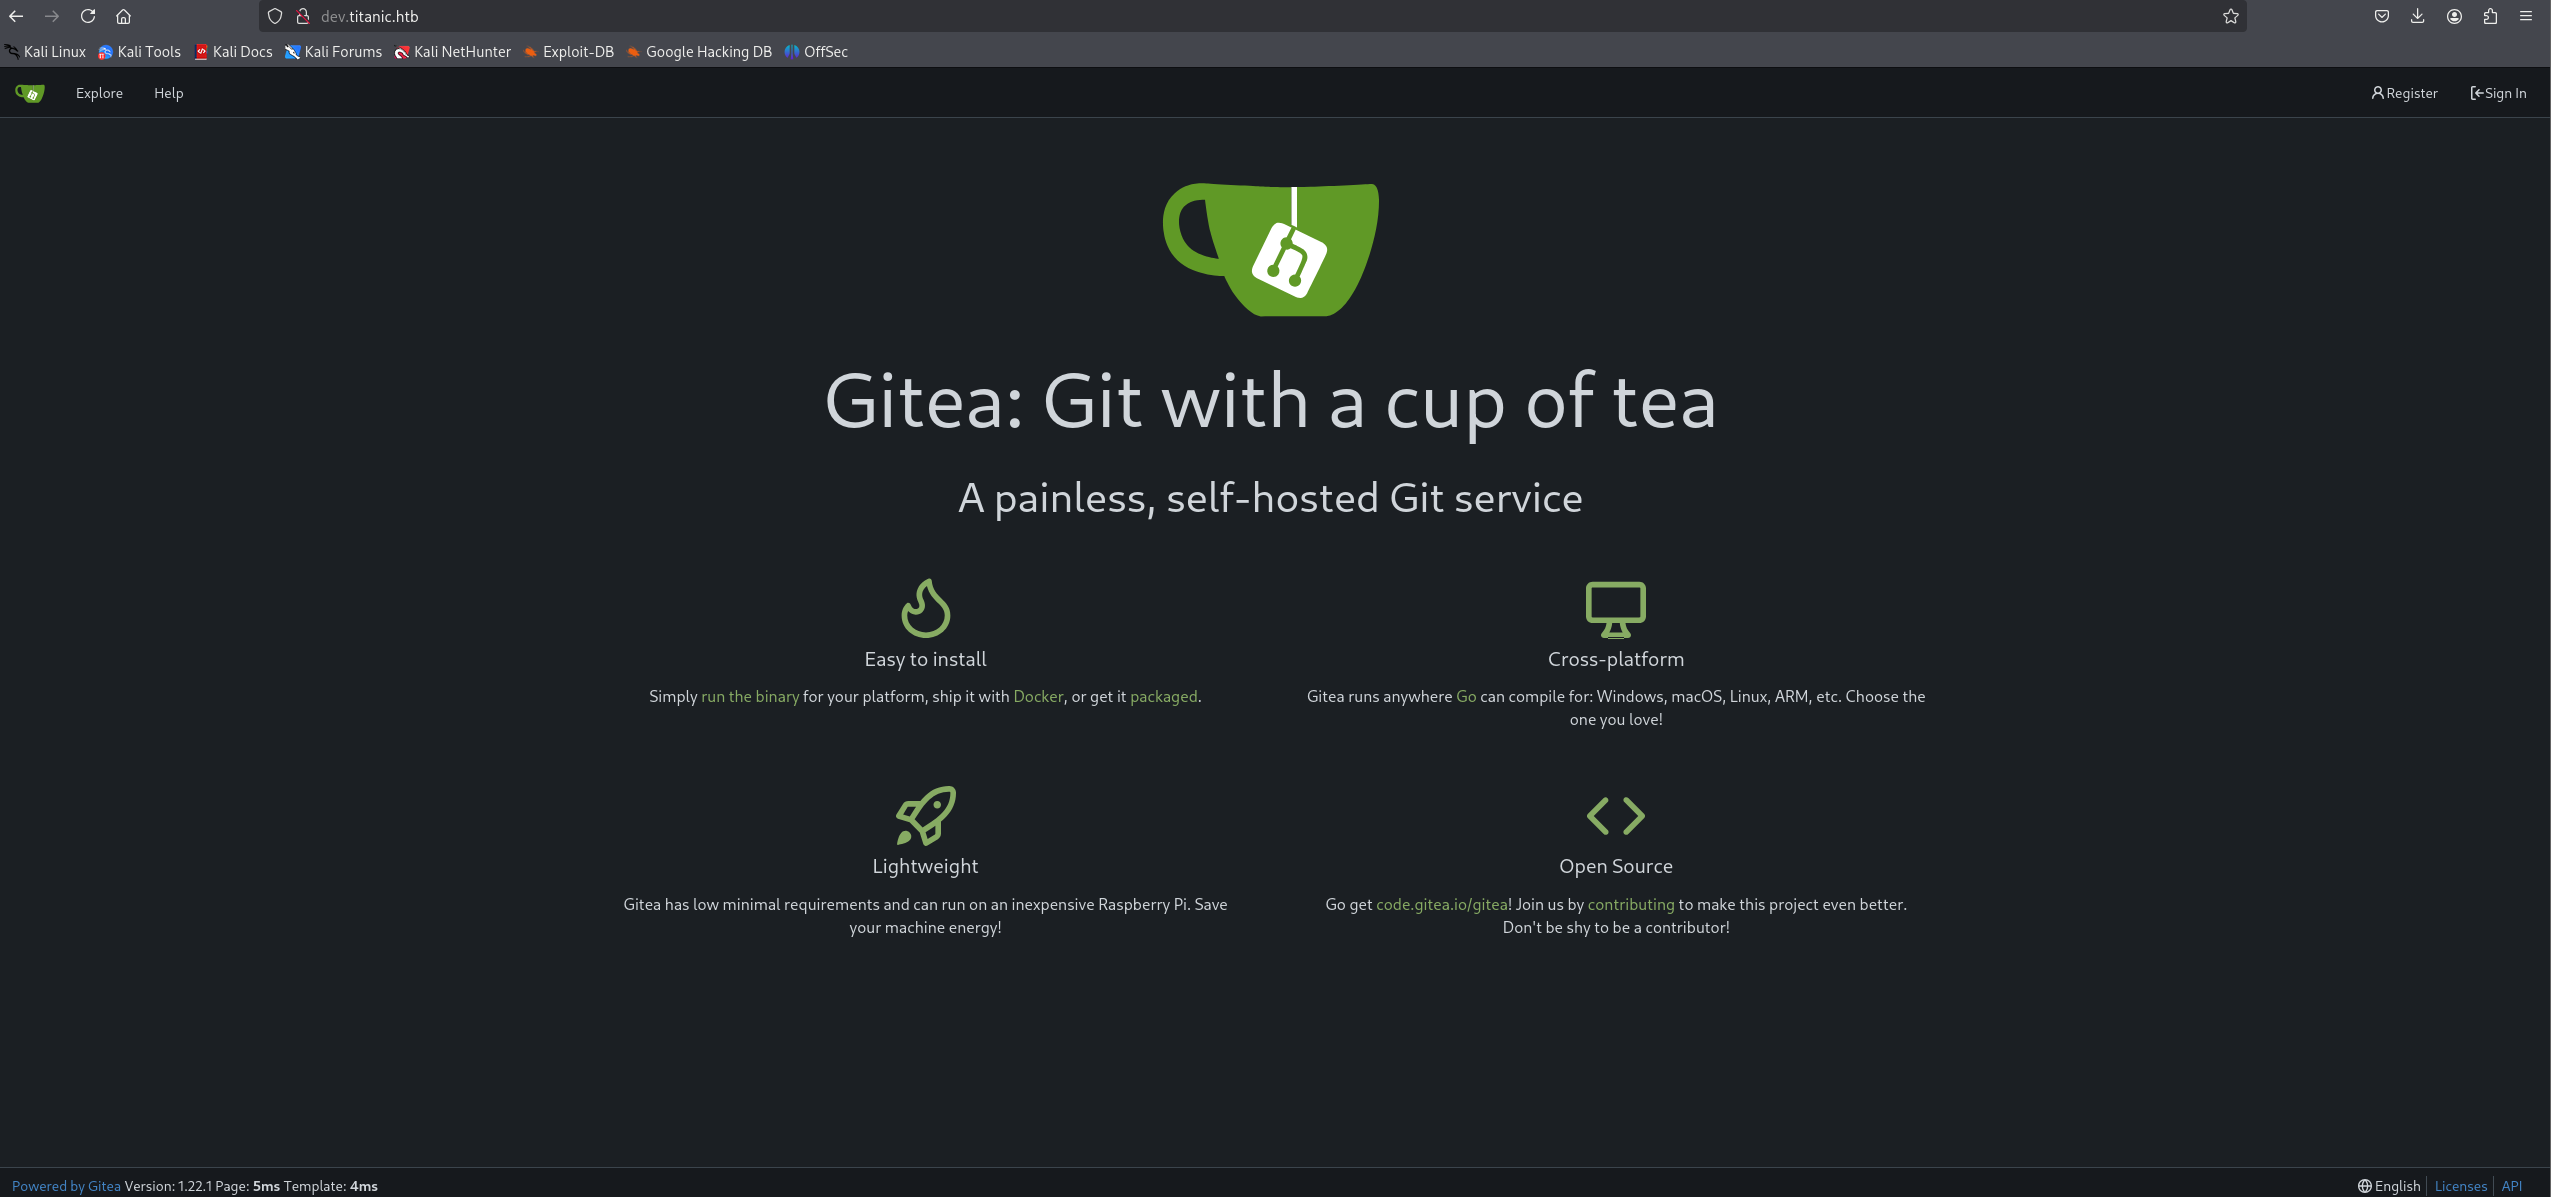 dev.titanic.htb
Kali Linux Kali Tools Kali Docs Kali Forums Kali NetHunter Exploit-DB Google Hacking DB OffSec
Explore Help Register Sign In
Gitea: Git with a cup of tea
A painless, self-hosted Git service
Easy to install
Simply run the binary for your platform, ship it with Docker, or get it packaged.
Cross-platform
Gitea runs anywhere Go can compile for: Windows, macOS, Linux, ARM, etc. Choose the
one you love!
Lightweight
Gitea has low minimal requirements and can run on an inexpensive Raspberry Pi. Save
your machine energy!
Open Source
Go get code.gitea.io/gitea! Join us by contributing to make this project even better.
Don't be shy to be a contributor!
Powered by Gitea Version: 1.22.1 Page: 5ms Template: 4ms English Licenses API